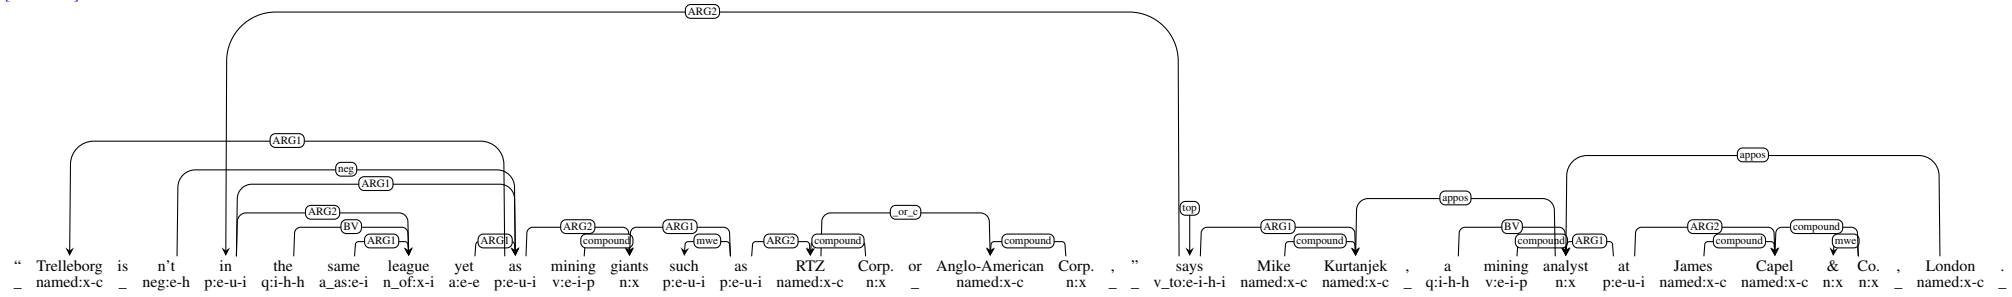 ARG2
ARG1
appos
neg
ARG1
appos
ARG2 _or_c top
BV ARG2 ARG1 ARG1 BV ARG2 compound
ARG1 ARG1 compound mwe ARG2 compound compound compound compound ARG1 compound mwe
“ Trelleborg is n't in the same league yet as mining giants such as RTZ Corp. or Anglo-American Corp. , ” says Mike Kurtanjek , a mining analyst at James Capel & Co. , London .
_ named:x-c _ neg:e-h p:e-u-i q:i-h-h a_as:e-i n_of:x-i a:e-e p:e-u-i v:e-i-p n:x p:e-u-i p:e-u-i named:x-c n:x _ named:x-c n:x _ _ v_to:e-i-h-i named:x-c named:x-c _ q:i-h-h v:e-i-p n:x p:e-u-i named:x-c named:x-c n:x n:x _ named:x-c _